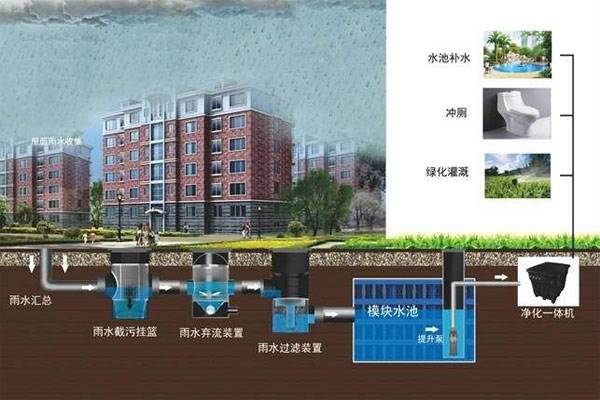 水池补水
冲厕
屋面雨水收集
绿化灌溉
雨水汇总
雨水截污挂篮
雨水弃流装置
雨水过滤装置
模块水池
提升泵
净化一体机